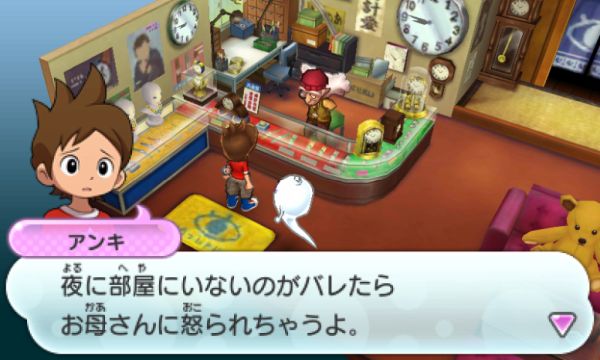 アンキ
夜に部屋にいないのがバレたら
お母さんに怒られちゃうよ。